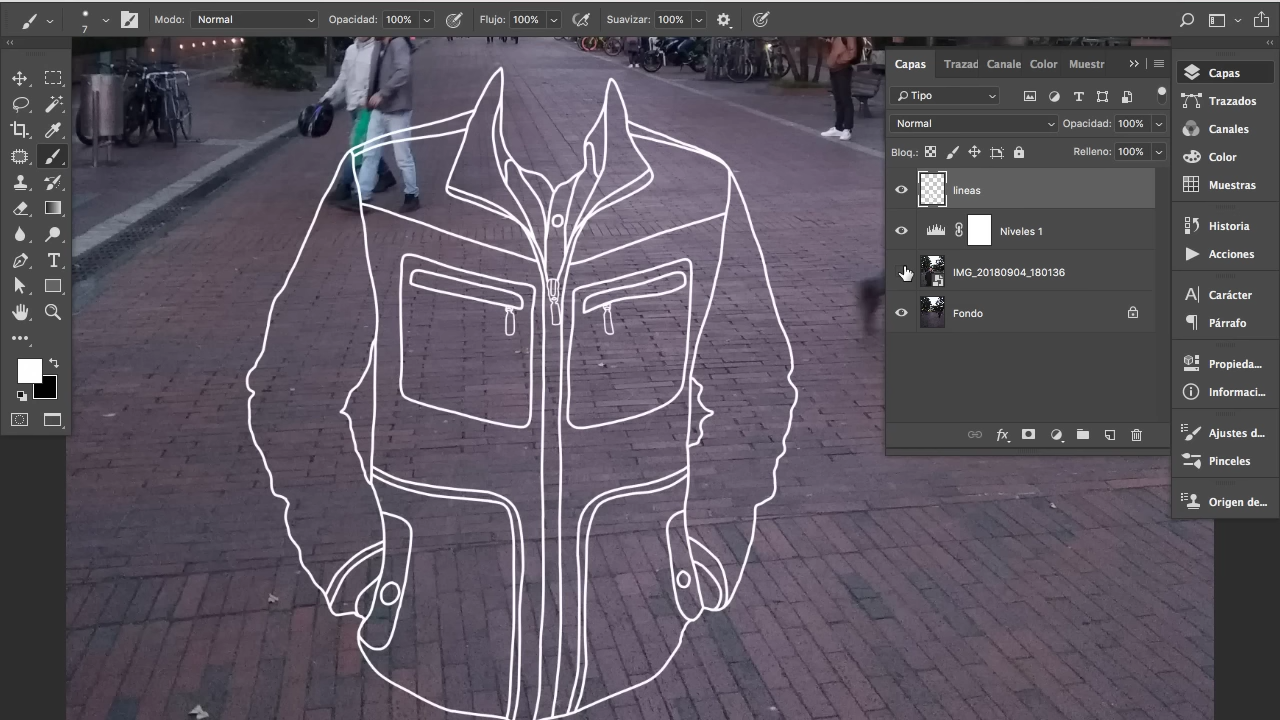 7 Modo: Normal Opacidad: 100% Flujo: 100% Suavizar: 100%
Capas Trazad Canale Color Muestr
Tipo
Normal Opacidad: 100%
Bloq.: Relleno: 100%
lineas
Niveles 1
IMG_20180904_180136
Fondo
fx
Capas
Trazados
Canales
Color
Muestras
Historia
Acciones
Carácter
Párrafo
Propieda...
Informaci...
Ajustes d...
Pinceles
Origen de...